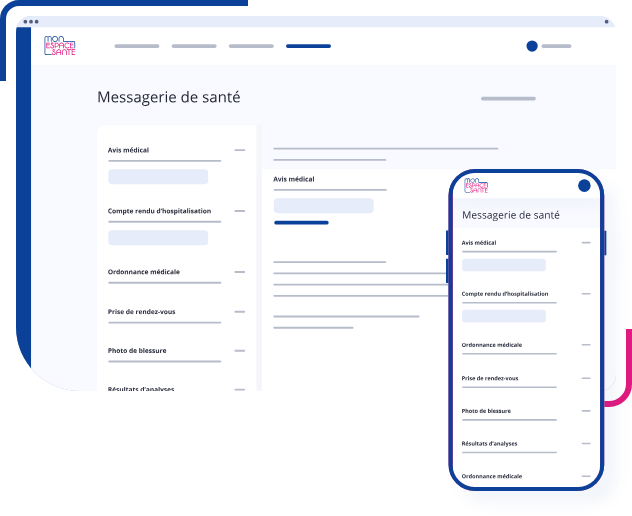 MON
ESPACE
SANTÉ
Messagerie de santé
Avis médical
Compte rendu d'hospitalisation
Ordonnance médicale
Prise de rendez-vous
Photo de blessure
Résultats d'analyses
Avis médical
MON
ESPACE
SANTÉ
Messagerie de santé
Avis médical
Compte rendu d'hospitalisation
Ordonnance médicale
Prise de rendez-vous
Photo de blessure
Résultats d'analyses
Ordonnance médicale